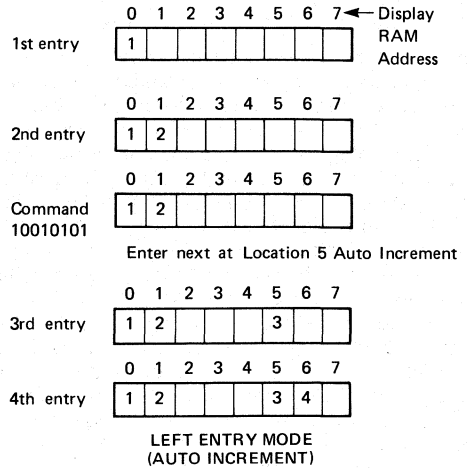 0 1 2 3 4 5 6 7 ← Display
RAM
Address
1st entry 1
0 1 2 3 4 5 6 7
2nd entry 1 2
0 1 2 3 4 5 6 7
Command 1 2
10010101
Enter next at Location 5 Auto Increment
0 1 2 3 4 5 6 7
3rd entry 1 2 3
0 1 2 3 4 5 6 7
4th entry 1 2 3 4
LEFT ENTRY MODE
(AUTO INCREMENT)